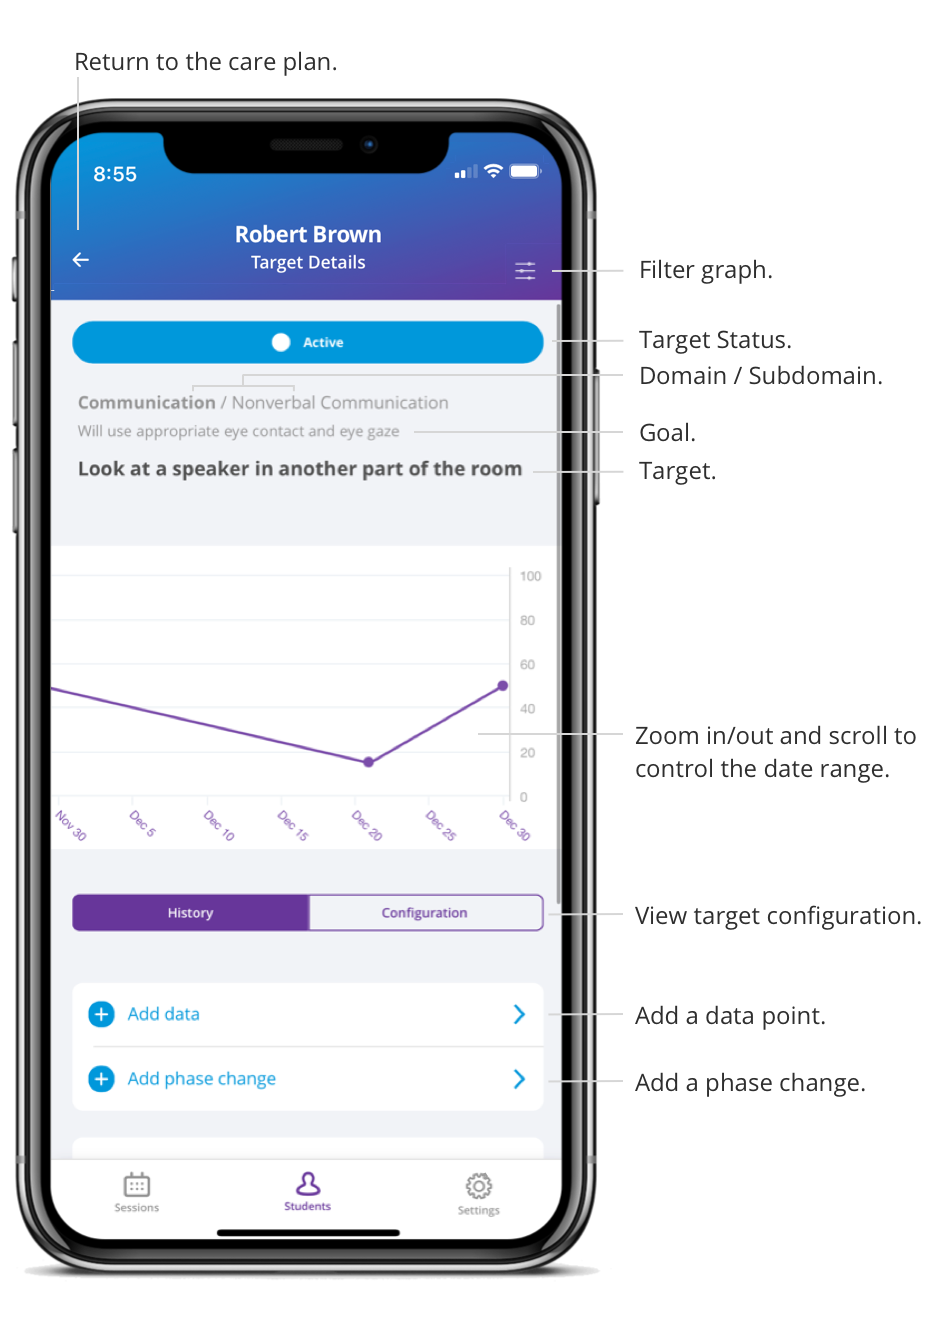 Return to the care plan.
8:55
Robert Brown
Target Details
Filter graph.
Active
Target Status.
Domain / Subdomain.
Communication / Nonverbal Communication
Will use appropriate eye contact and eye gaze
Goal.
Look at a speaker in another part of the room
Target.
100
80
60
40
20
0
Zoom in/out and scroll to
control the date range.
Nov 30
Dec 5
Dec 10
Dec 15
Dec 20
Dec 25
Dec 30
History
Configuration
View target configuration.
Add data
Add a data point.
Add phase change
Add a phase change.
Sessions
Students
Settings